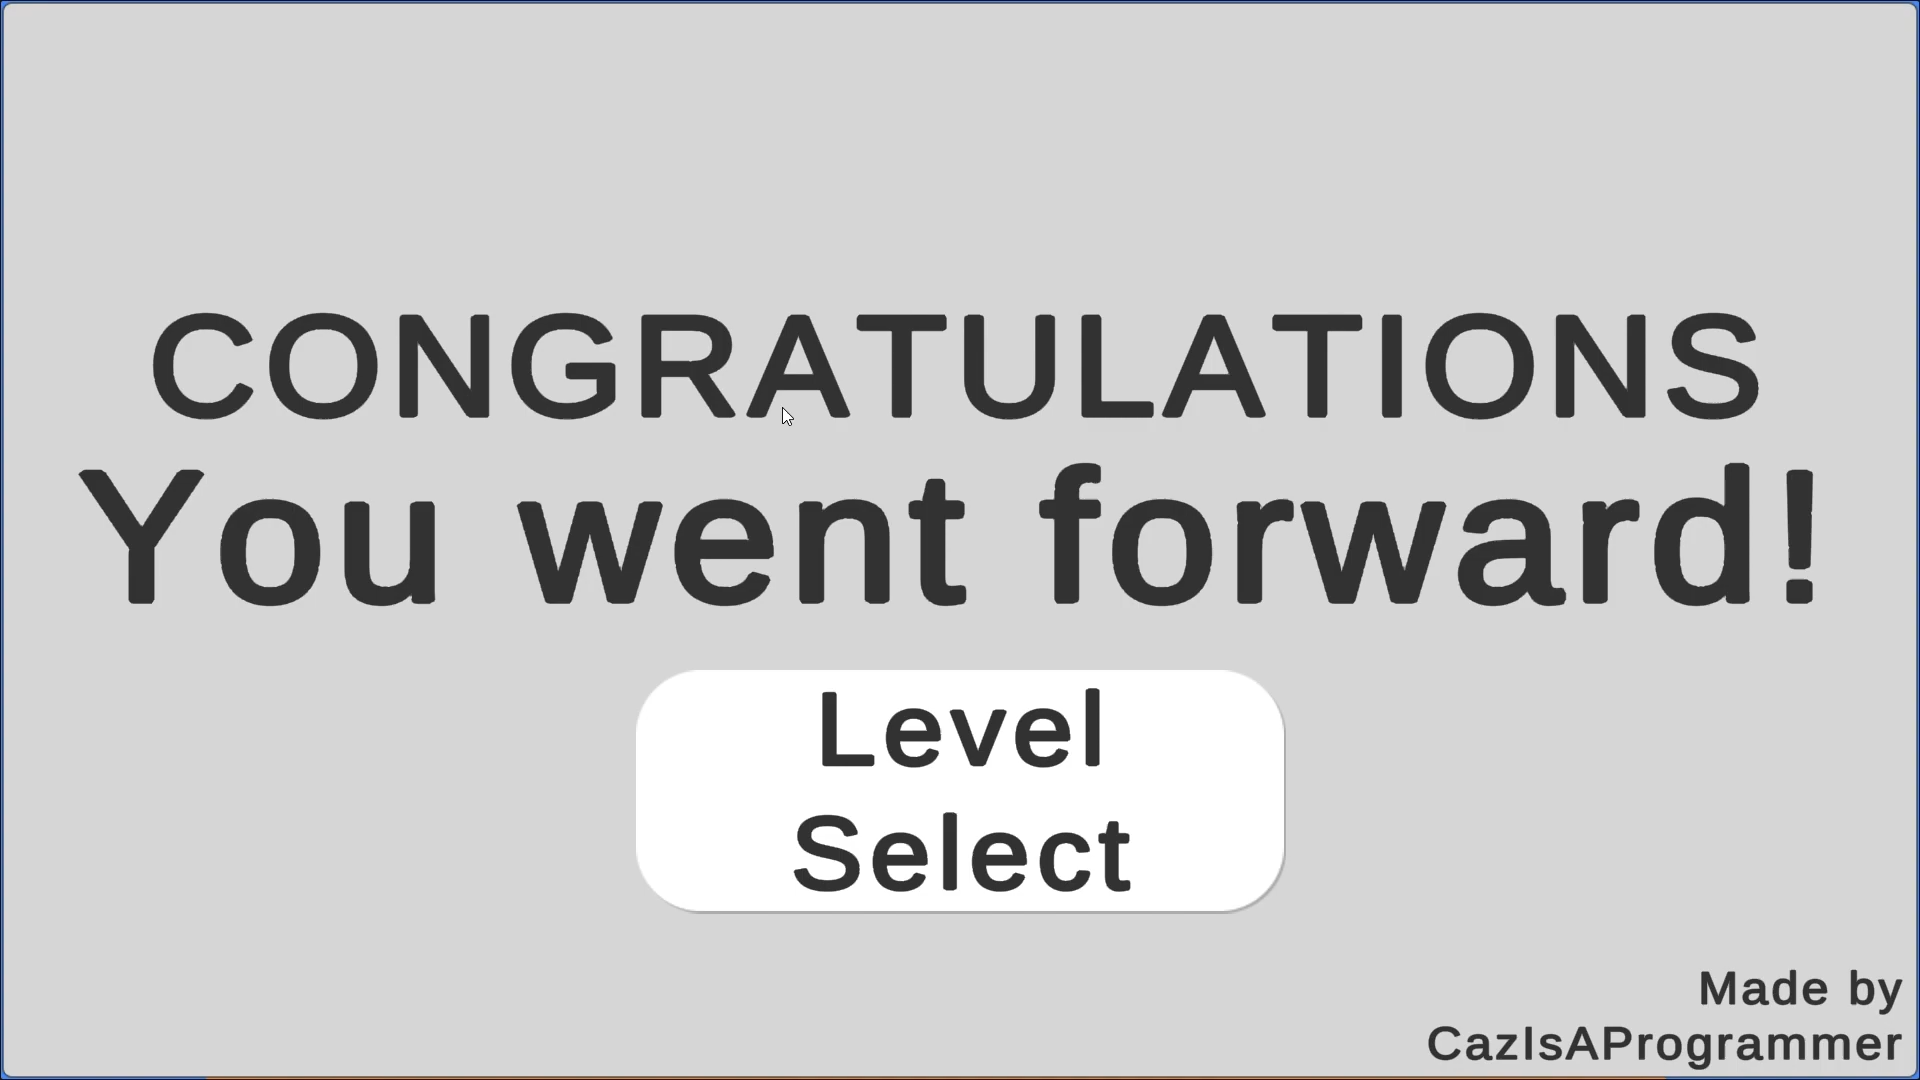 CONGRATULATIONS
You went forward!
Level
Select
Made by
CazIsAProgrammer